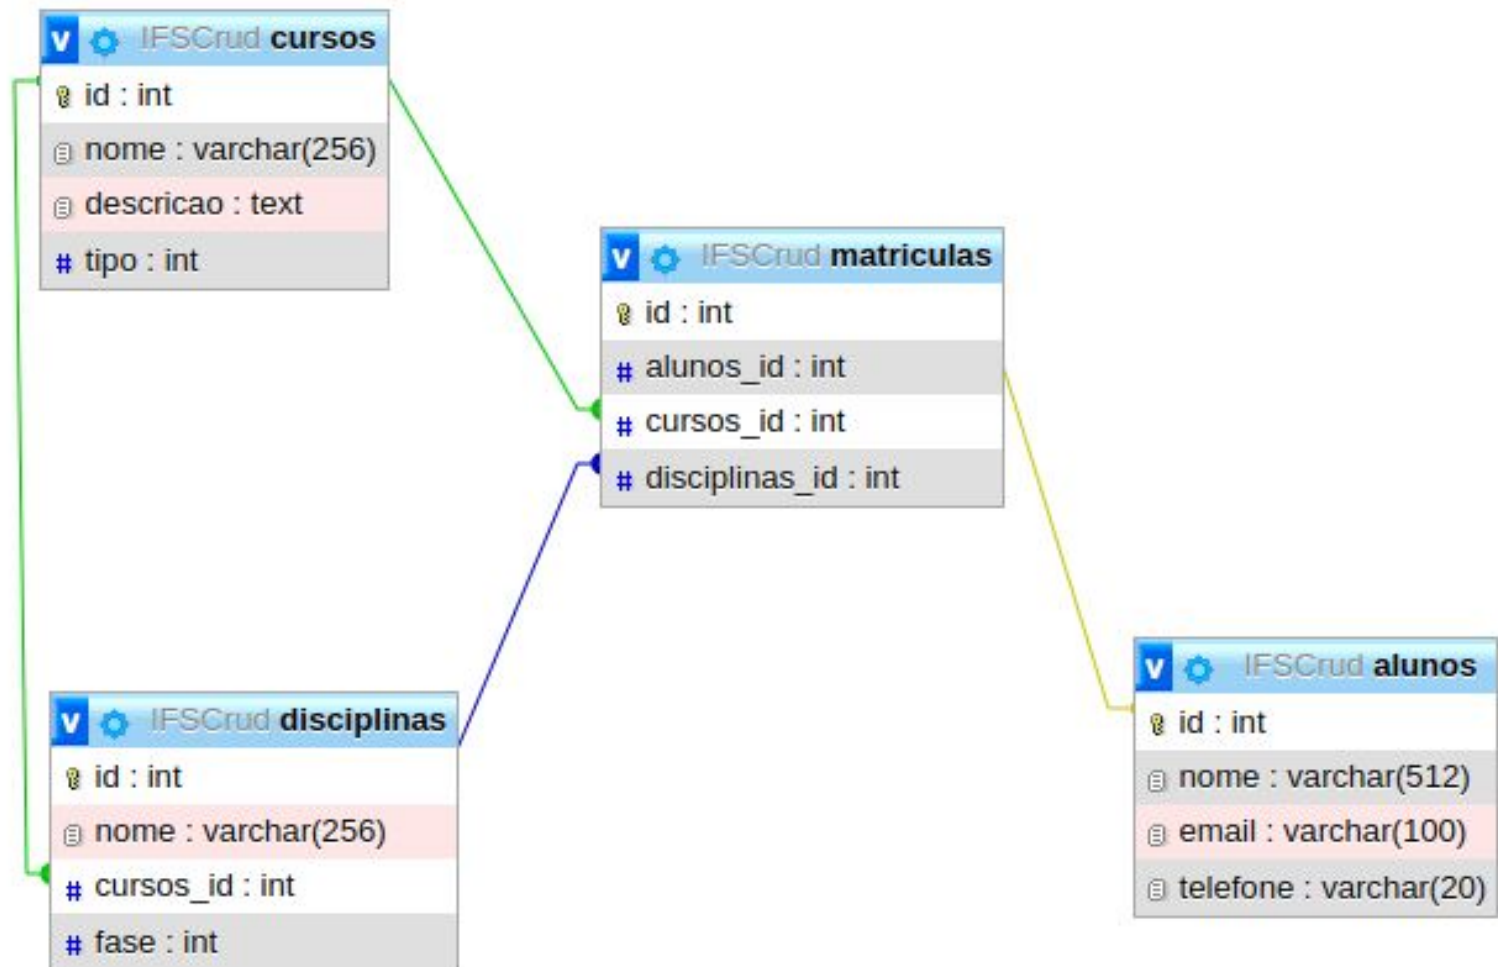 IFSCrud cursos
id : int
nome : varchar(256)
descricao : text
# tipo : int
IFSCrud matriculas
id : int
# alunos_id : int
# cursos_id : int
# disciplinas_id : int
IFSCrud disciplinas
id : int
nome : varchar(256)
# cursos_id : int
# fase : int
IFSCrud alunos
id : int
nome : varchar(512)
email : varchar(100)
telefone : varchar(20)